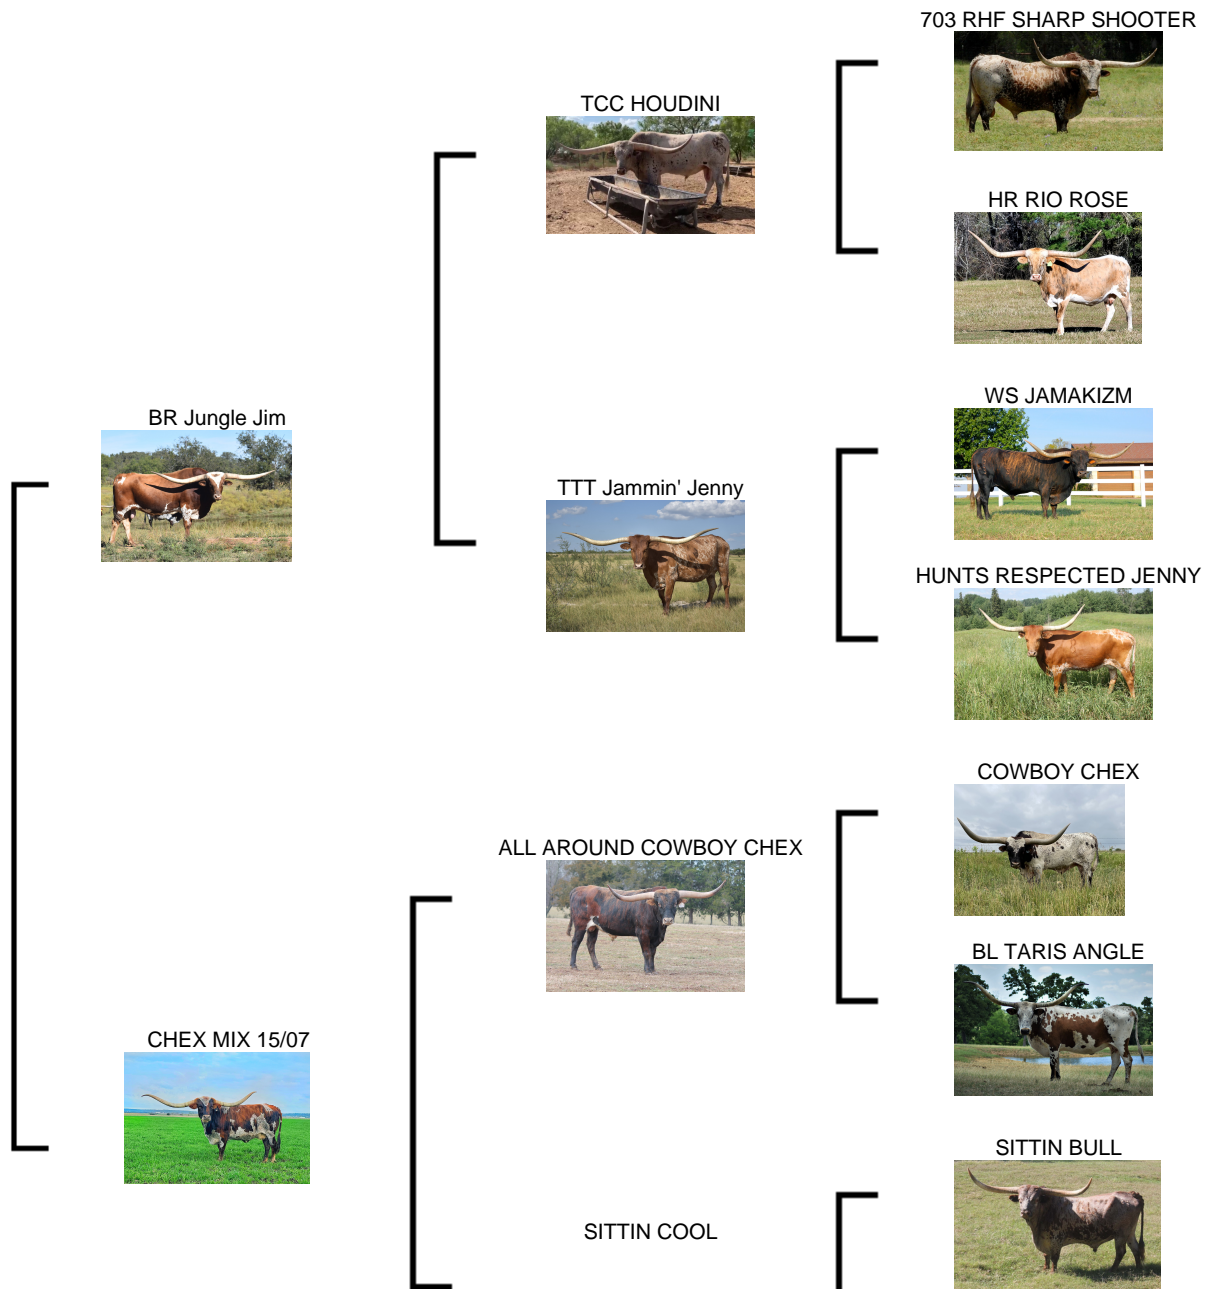 703 RHF SHARP SHOOTER
TCC HOUDINI
HR RIO ROSE
WS JAMAKIZM
BR Jungle Jim
TTT Jammin' Jenny
HUNTS RESPECTED JENNY
COWBOY CHEX
ALL AROUND COWBOY CHEX
BL TARIS ANGLE
CHEX MIX 15/07
SITTIN BULL
SITTIN COOL